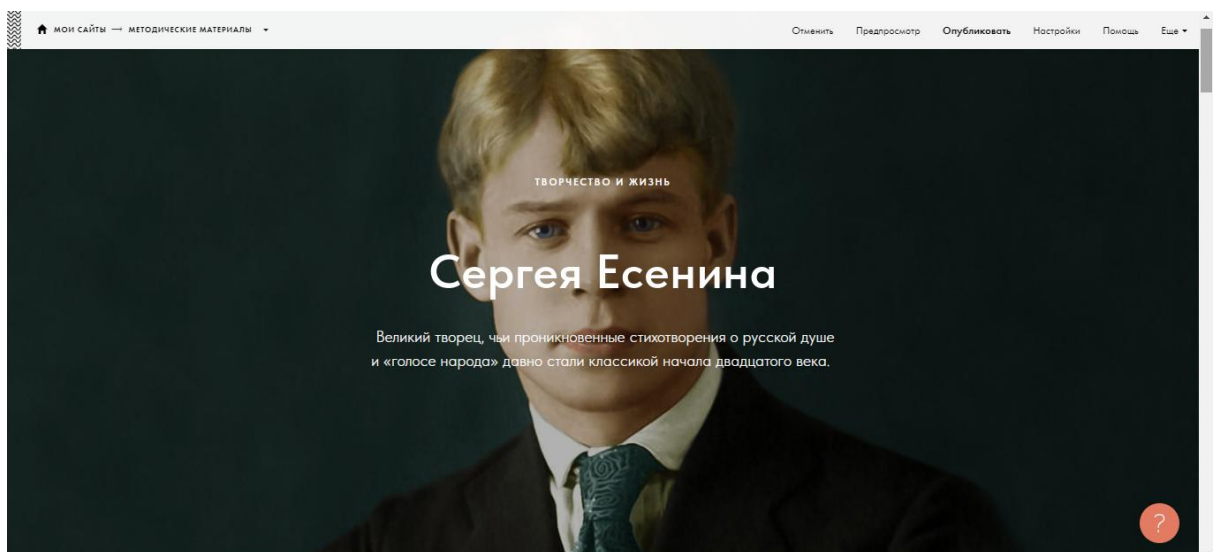 МОИ САЙТЫ → МЕТОДИЧЕСКИЕ МАТЕРИАЛЫ
Отменить Предпросмотр Опубликовать Настройки Помощь Еще
ТВОРЧЕСТВО И ЖИЗНЬ
Сергея Есенина
Великий творец, чьи проникновенные стихотворения о русской душе
и «голосе народа» давно стали классикой начала двадцатого века.
?